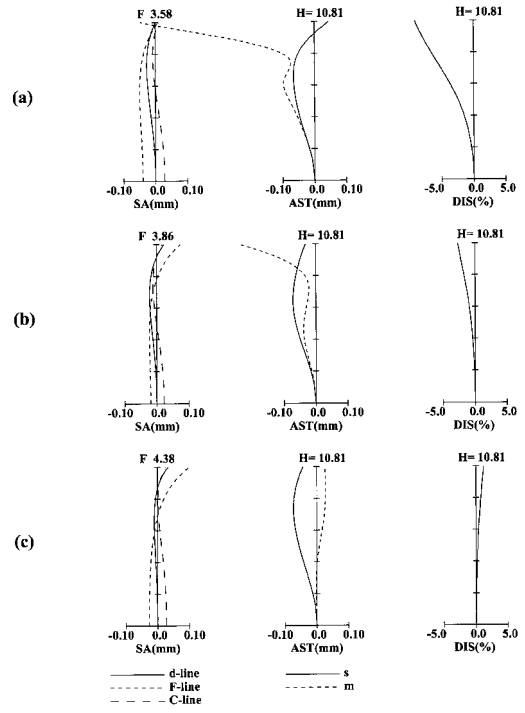 F 3.58 H= 10.81 H= 10.81
(a)
-0.10 0.0 0.10 -0.10 0.0 0.10 -5.0 0.0 5.0
SA(mm) AST(mm) DIS(%)
F 3.86 H= 10.81 H= 10.81
(b)
-0.10 0.0 0.10 -0.10 0.0 0.10 -5.0 0.0 5.0
SA(mm) AST(mm) DIS(%)
F 4.38 H= 10.81 H= 10.81
(c)
-0.10 0.0 0.10 -0.10 0.0 0.10 -5.0 0.0 5.0
SA(mm) AST(mm) DIS(%)
d-line s
F-line m
C-line